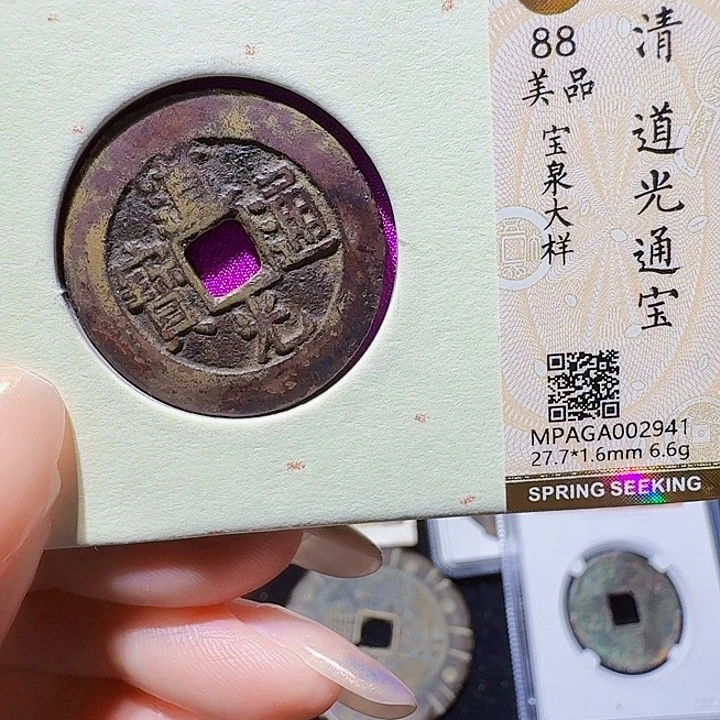 88
美品
宝泉大样
清 道光通宝
MPAGA002941
27.7*1.6mm 6.6g
SPRING SEEKING
道光通寶